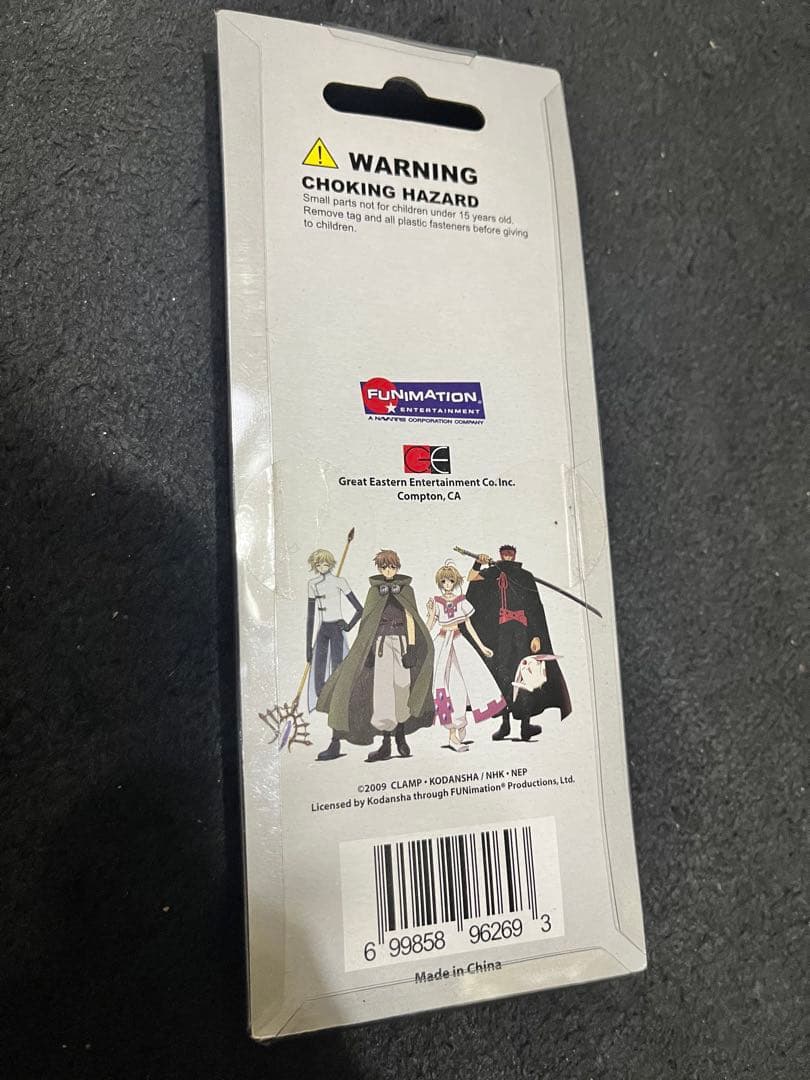 WARNING
CHOKING HAZARD
Small parts not for children under 15 years old.
Remove tag and all plastic fasteners before giving
to children.
FUNIMATION®
ENTERTAINMENT
A NAVARRE CORPORATION COMPANY
GE
Great Eastern Entertainment Co. Inc.
Compton, CA
©2009 CLAMP • KODANSHA / NHK • NEP
Licensed by Kodansha through FUNimation® Productions, Ltd.
6 99858 96269 3
Made in China